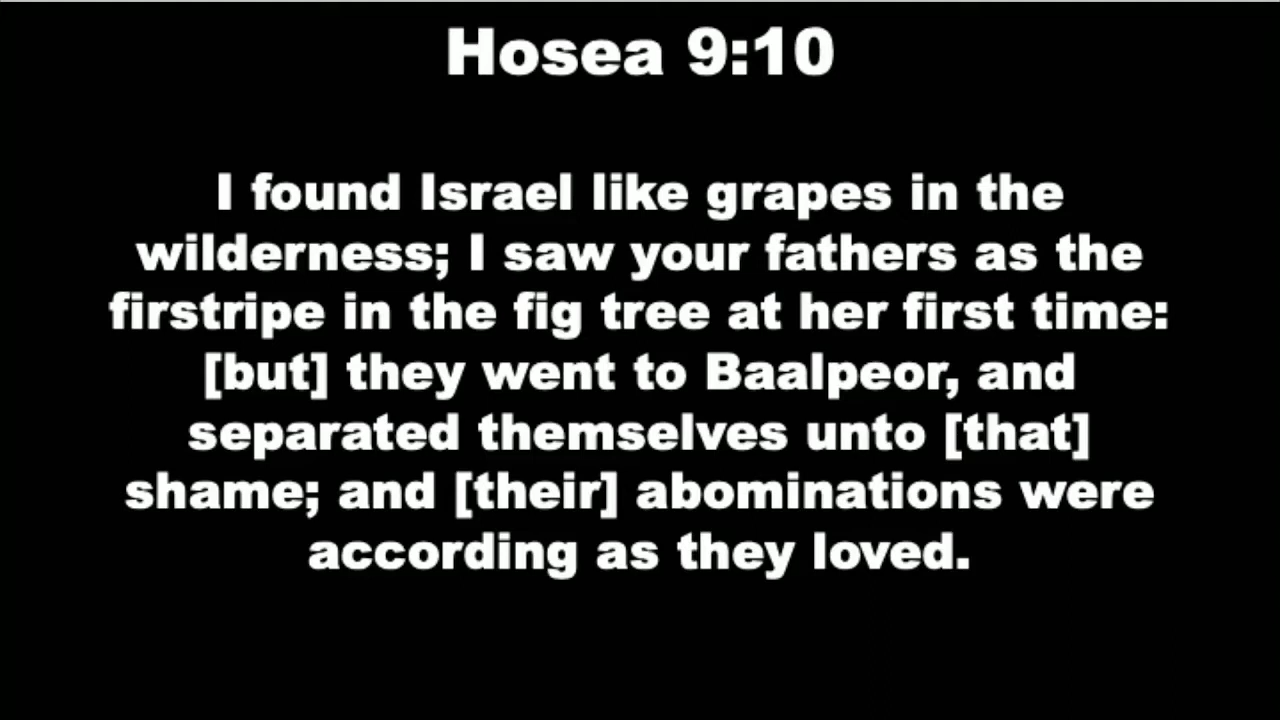 Hosea 9:10
I found Israel like grapes in the
wilderness; I saw your fathers as the
firstripe in the fig tree at her first time:
[but] they went to Baalpeor, and
separated themselves unto [that]
shame; and [their] abominations were
according as they loved.